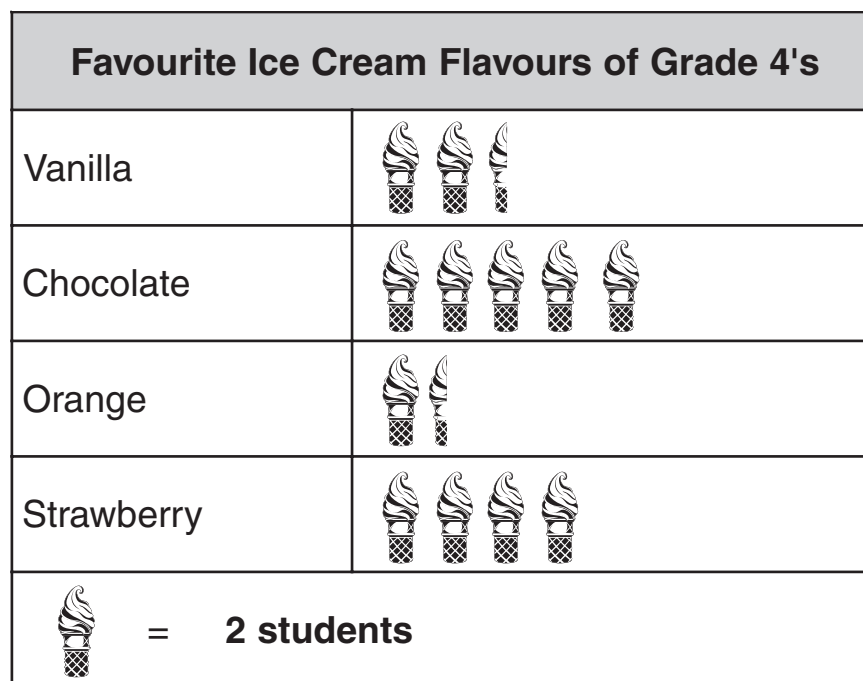 Favourite Ice Cream Flavours of Grade 4's
Vanilla
Chocolate
Orange
Strawberry
= 2 students